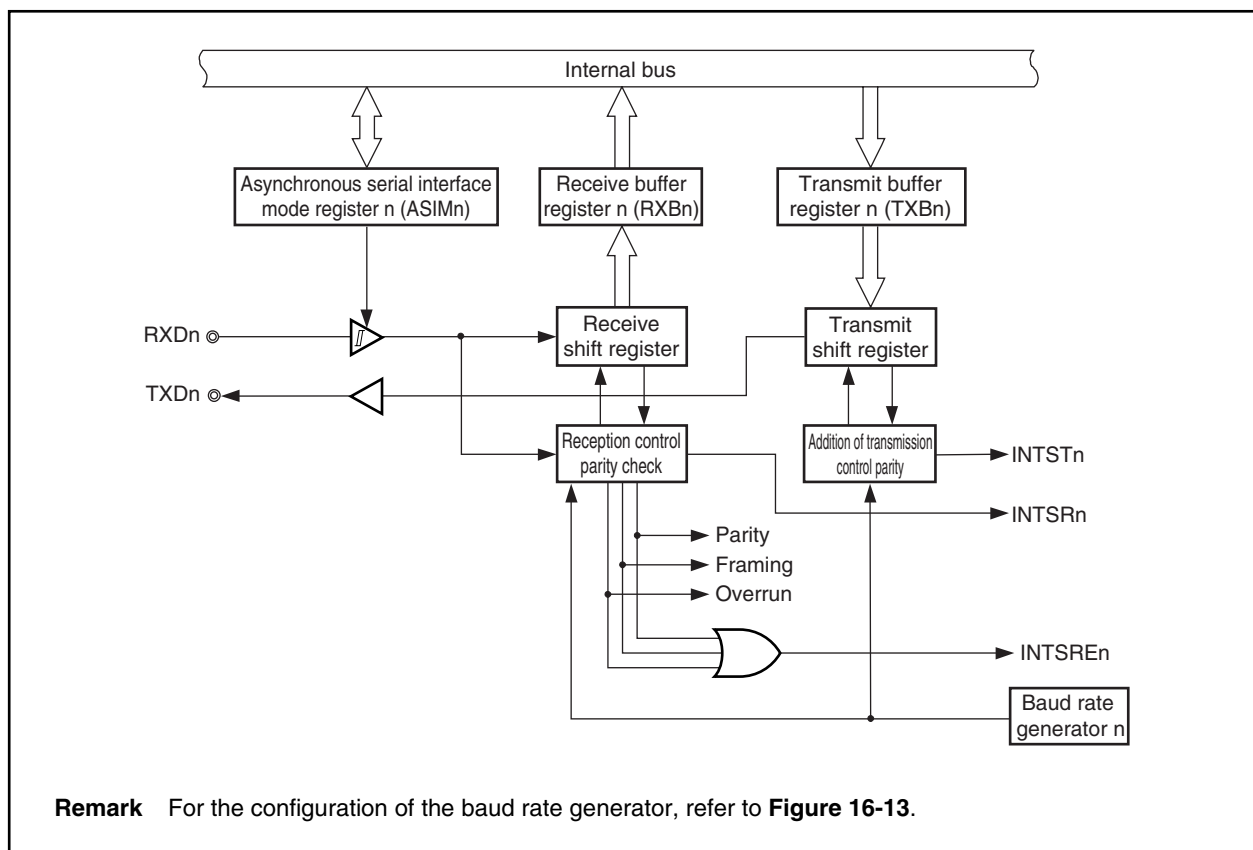 Internal bus
Asynchronous serial interface
mode register n (ASIMn)
Receive buffer
register n (RXBn)
Transmit buffer
register n (TXBn)
RXDn
Receive
shift register
Transmit
shift register
TXDn
Reception control
parity check
Addition of transmission
control parity
INTSTn
INTSRn
Parity
Framing
Overrun
INTSREn
Baud rate
generator n
Remark For the configuration of the baud rate generator, refer to Figure 16-13.